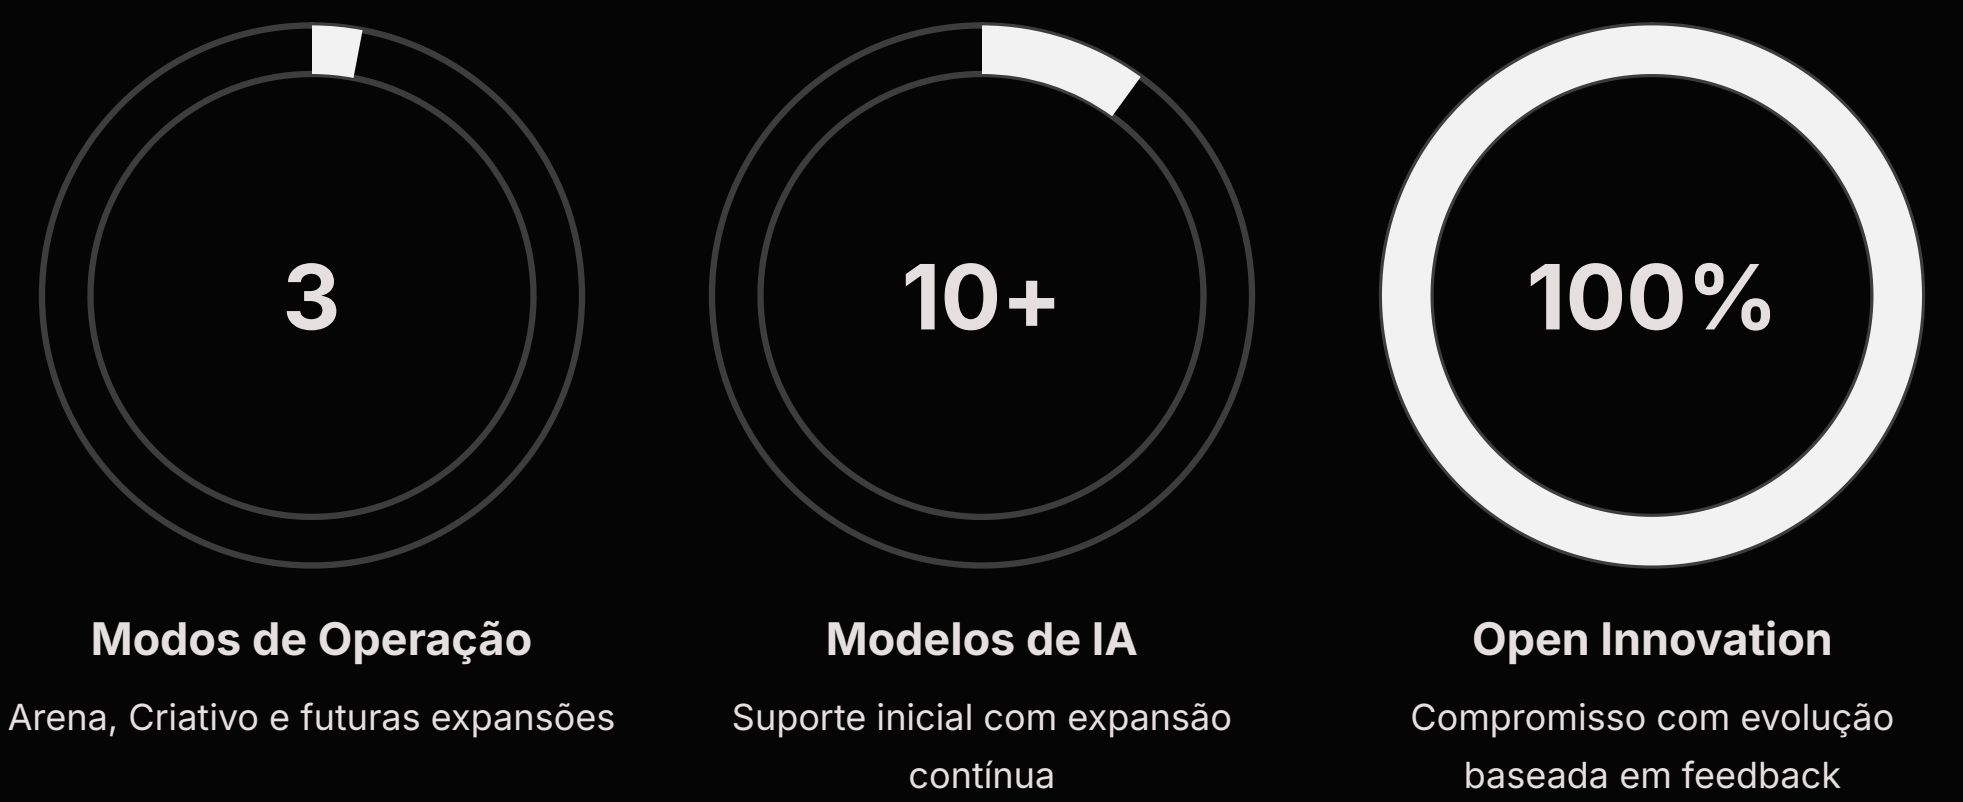 3
10+
100%
Modos de Operação
Modelos de IA
Open Innovation
Arena, Criativo e futuras expansões
Suporte inicial com expansão
contínua
Compromisso com evolução
baseada em feedback